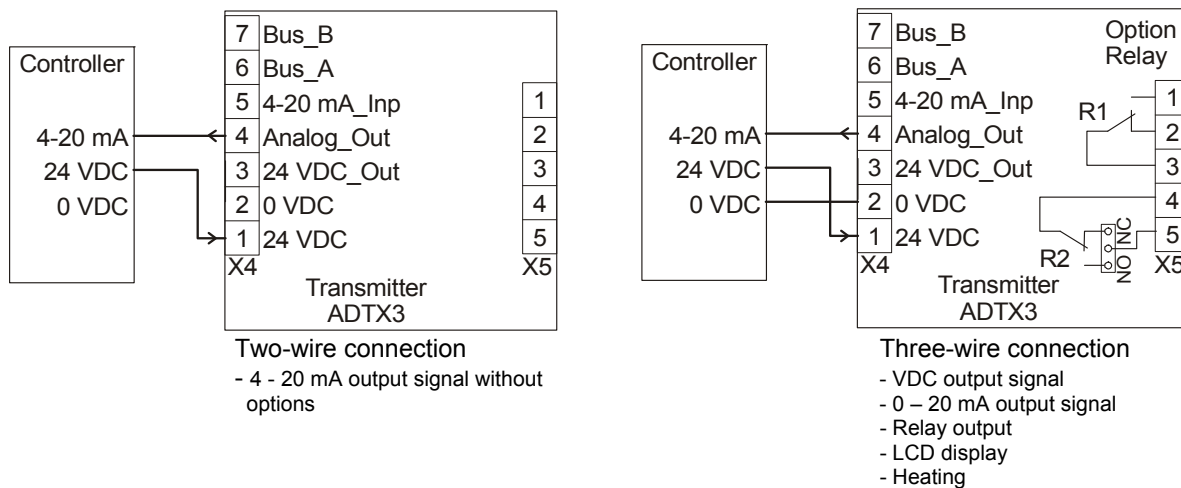 Controller
4-20 mA
24 VDC
0 VDC
7 Bus_B
6 Bus_A
5 4-20 mA_Inp
4 Analog_Out
3 24 VDC_Out
2 0 VDC
1 24 VDC
X4
1
2
3
4
5
X5
Transmitter
ADTX3
Two-wire connection
- 4 - 20 mA output signal without
options
Controller
4-20 mA
24 VDC
0 VDC
7 Bus_B
6 Bus_A
5 4-20 mA_Inp
4 Analog_Out
3 24 VDC_Out
2 0 VDC
1 24 VDC
X4
Option
Relay
R1
1
2
3
4
5
X5
R2
NC
NO
Transmitter
ADTX3
Three-wire connection
- VDC output signal
- 0 – 20 mA output signal
- Relay output
- LCD display
- Heating